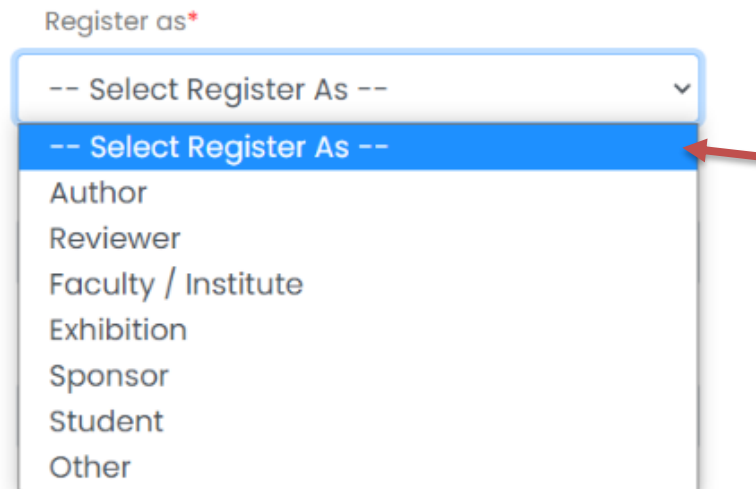 Register as*
-- Select Register As --
-- Select Register As --
Author
Reviewer
Faculty / Institute
Exhibition
Sponsor
Student
Other